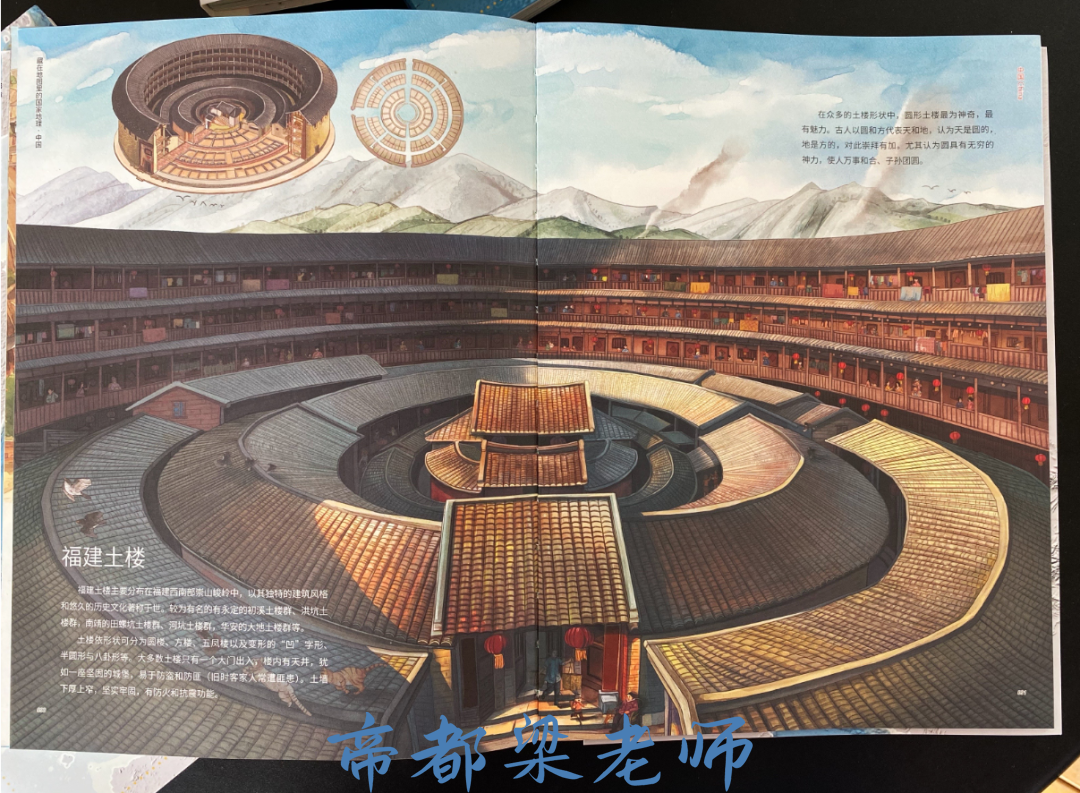 藏在地图里的国家地理·中国
在众多的土楼形状中，圆形土楼最为神奇，最
有魅力。古人以圆和方代表天和地，认为天是圆的，
地是方的，对此崇拜有加。尤其认为圆具有无穷的
神力，使人万事和合、子孙团圆。
福建土楼
福建土楼主要分布在福建西南部崇山峻岭中，以其独特的建筑风格
和悠久的历史文化著称于世。较为有名的有永定的初溪土楼群、洪坑土
楼群，南靖的田螺坑土楼群、河坑土楼群，华安的大地土楼群等。
土楼依形状可分为圆楼、方楼、五凤楼以及变形的“凹”字形、
半圆形与八卦形等。大多数土楼只有一个大门出入，楼内有天井，犹
如一座坚固的城堡，易于防盗和防匪（旧时客家人常遭匪患）。土墙
下厚上窄，坚实牢固，有防火和抗震功能。
帝都梁老师